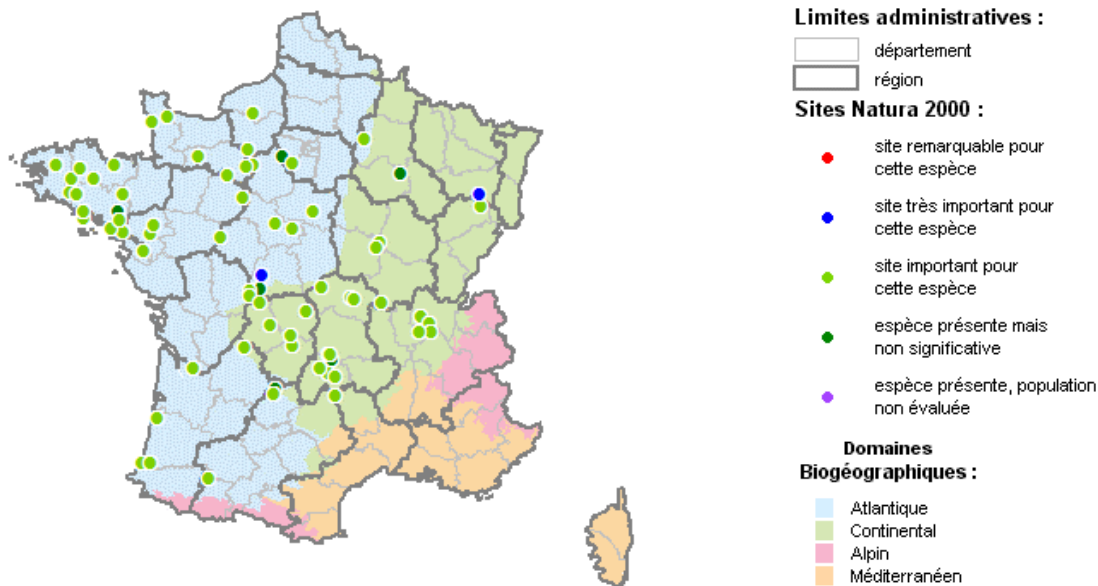 Limites administratives :
département
région
Sites Natura 2000 :
site remarquable pour
cette espèce
site très important pour
cette espèce
site important pour
cette espèce
espèce présente mais
non significative
espèce présente, population
non évaluée
Domaines
Biogéographiques :
Atlantique
Continental
Alpin
Méditerranéen